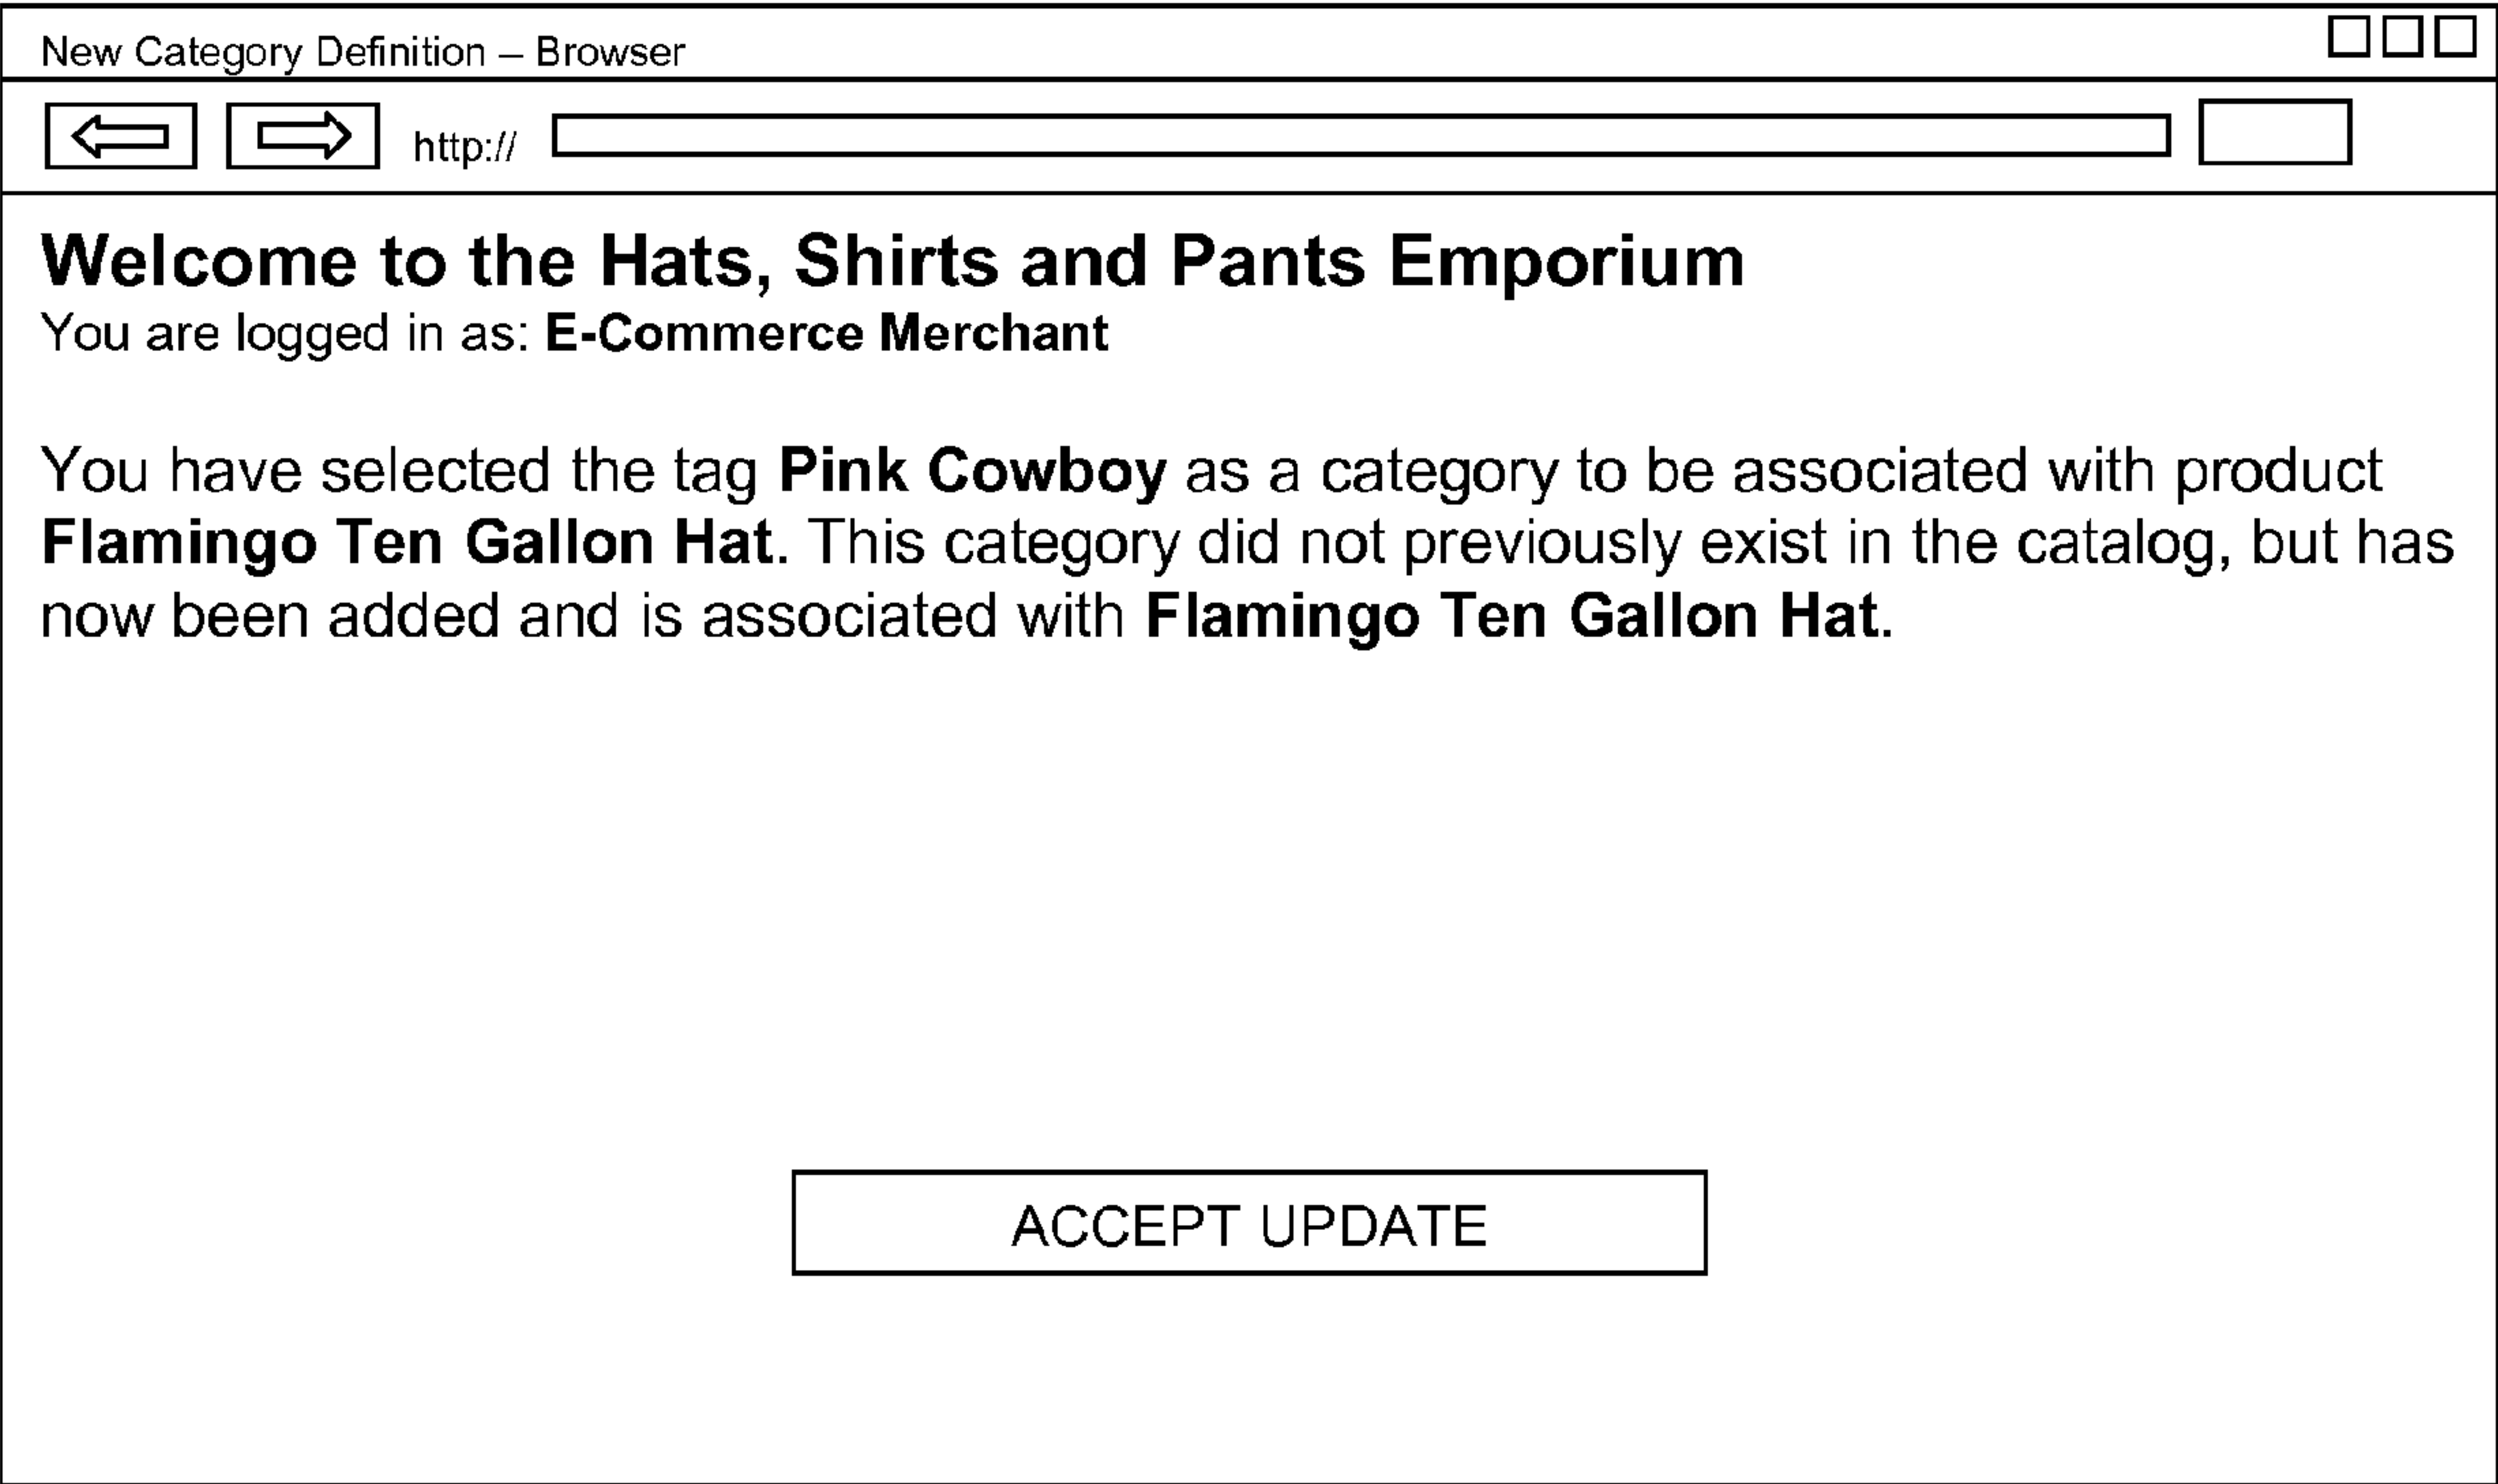 New Category Definition – Browser
http://
Welcome to the Hats, Shirts and Pants Emporium
You are logged in as: E-Commerce Merchant
You have selected the tag Pink Cowboy as a category to be associated with product
Flamingo Ten Gallon Hat. This category did not previously exist in the catalog, but has
now been added and is associated with Flamingo Ten Gallon Hat.
ACCEPT UPDATE